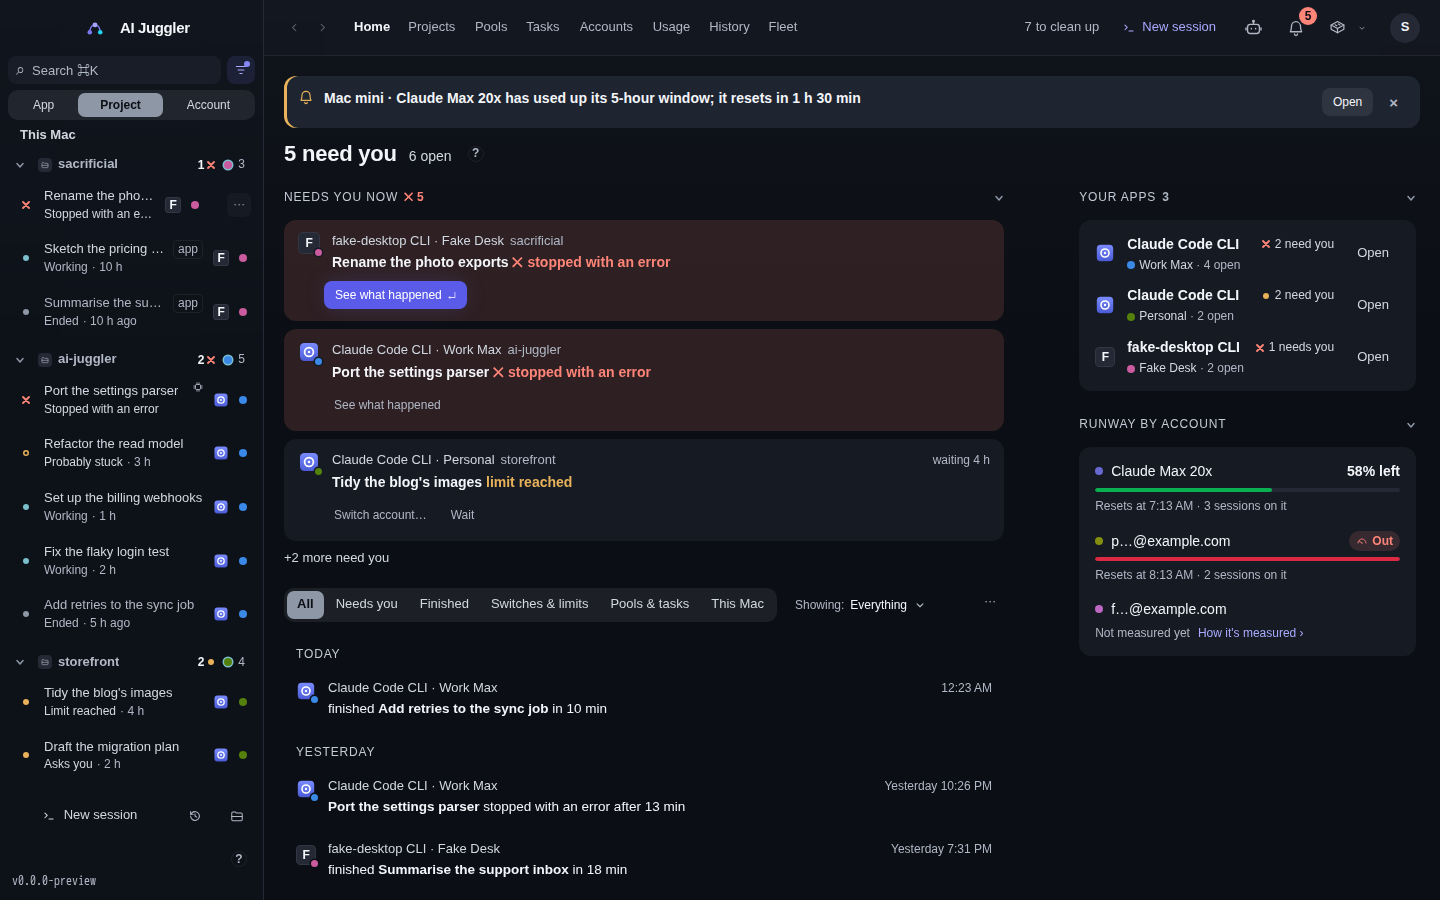 AI Juggler
Home Projects Pools Tasks Accounts Usage History Fleet
7 to clean up
New session
5
S
Search ⌘K
App Project Account
This Mac
sacrificial 1 3
Rename the pho… F
Stopped with an e…
Sketch the pricing … app F
Working · 10 h
Summarise the su… app F
Ended · 10 h ago
ai-juggler 2 5
Port the settings parser
Stopped with an error
Refactor the read model
Probably stuck · 3 h
Set up the billing webhooks
Working · 1 h
Fix the flaky login test
Working · 2 h
Add retries to the sync job
Ended · 5 h ago
storefront 2 4
Tidy the blog's images
Limit reached · 4 h
Draft the migration plan
Asks you · 2 h
New session
?
v0.0.0-preview
Mac mini · Claude Max 20x has used up its 5-hour window; it resets in 1 h 30 min
Open ×
5 need you 6 open ?
NEEDS YOU NOW 5
F fake-desktop CLI · Fake Desk sacrificial
Rename the photo exports stopped with an error
See what happened
Claude Code CLI · Work Max ai-juggler
Port the settings parser stopped with an error
See what happened
Claude Code CLI · Personal storefront waiting 4 h
Tidy the blog's images limit reached
Switch account… Wait
+2 more need you
All Needs you Finished Switches & limits Pools & tasks This Mac Showing: Everything
TODAY
Claude Code CLI · Work Max 12:23 AM
finished Add retries to the sync job in 10 min
YESTERDAY
Claude Code CLI · Work Max Yesterday 10:26 PM
Port the settings parser stopped with an error after 13 min
F fake-desktop CLI · Fake Desk Yesterday 7:31 PM
finished Summarise the support inbox in 18 min
YOUR APPS 3
Claude Code CLI 2 need you Open
Work Max · 4 open
Claude Code CLI 2 need you Open
Personal · 2 open
F fake-desktop CLI 1 needs you Open
Fake Desk · 2 open
RUNWAY BY ACCOUNT
Claude Max 20x 58% left
Resets at 7:13 AM · 3 sessions on it
p…@example.com Out
Resets at 8:13 AM · 2 sessions on it
f…@example.com
Not measured yet How it's measured ›